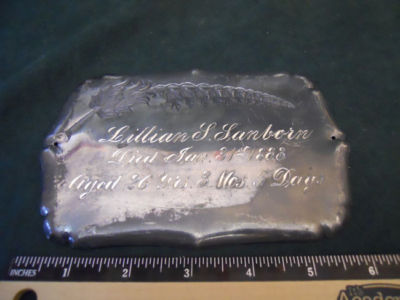 Lillian S. Sanborn
Died Jan. 31st 1888
Aged 26 Yrs. 3 Mos. 5 Days
INCHES 1 2 3 4 5 6